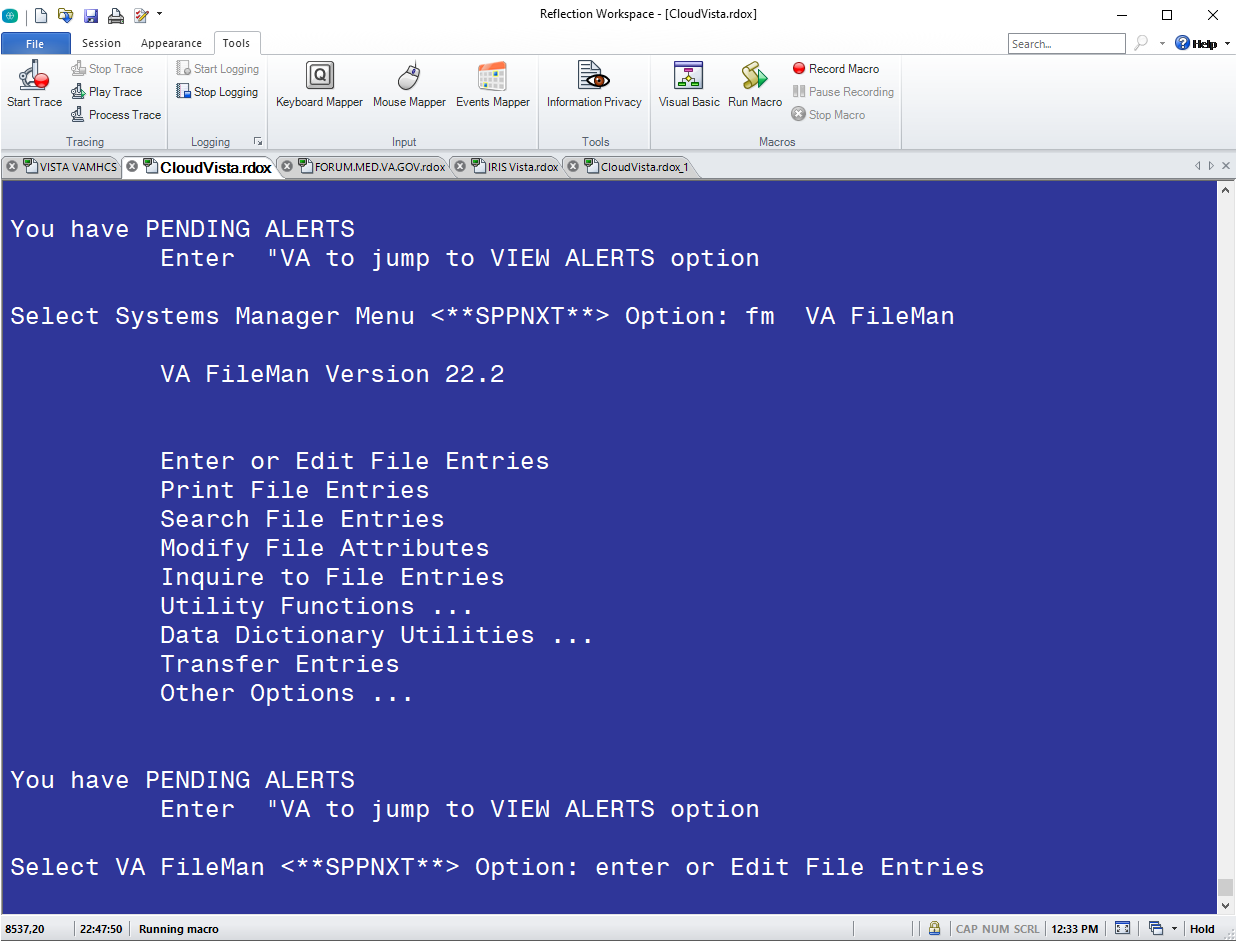 Reflection Workspace - [CloudVista.rdox]
File Session Appearance Tools Search... Help
Start Trace
Stop Trace
Play Trace
Process Trace
Tracing
Start Logging
Stop Logging
Logging
Keyboard Mapper Mouse Mapper Events Mapper
Input
Information Privacy
Tools
Visual Basic Run Macro
Record Macro
Pause Recording
Stop Macro
Macros
VISTA VAMHCS CloudVista.rdox FORUM.MED.VA.GOV.rdox IRIS Vista.rdox CloudVista.rdox_1
You have PENDING ALERTS
Enter "VA to jump to VIEW ALERTS option
Select Systems Manager Menu <**SPPNXT**> Option: fm VA FileMan
VA FileMan Version 22.2
Enter or Edit File Entries
Print File Entries
Search File Entries
Modify File Attributes
Inquire to File Entries
Utility Functions ...
Data Dictionary Utilities ...
Transfer Entries
Other Options ...
You have PENDING ALERTS
Enter "VA to jump to VIEW ALERTS option
Select VA FileMan <**SPPNXT**> Option: enter or Edit File Entries
8537,20 22:47:50 Running macro CAP NUM SCRL 12:33 PM Hold